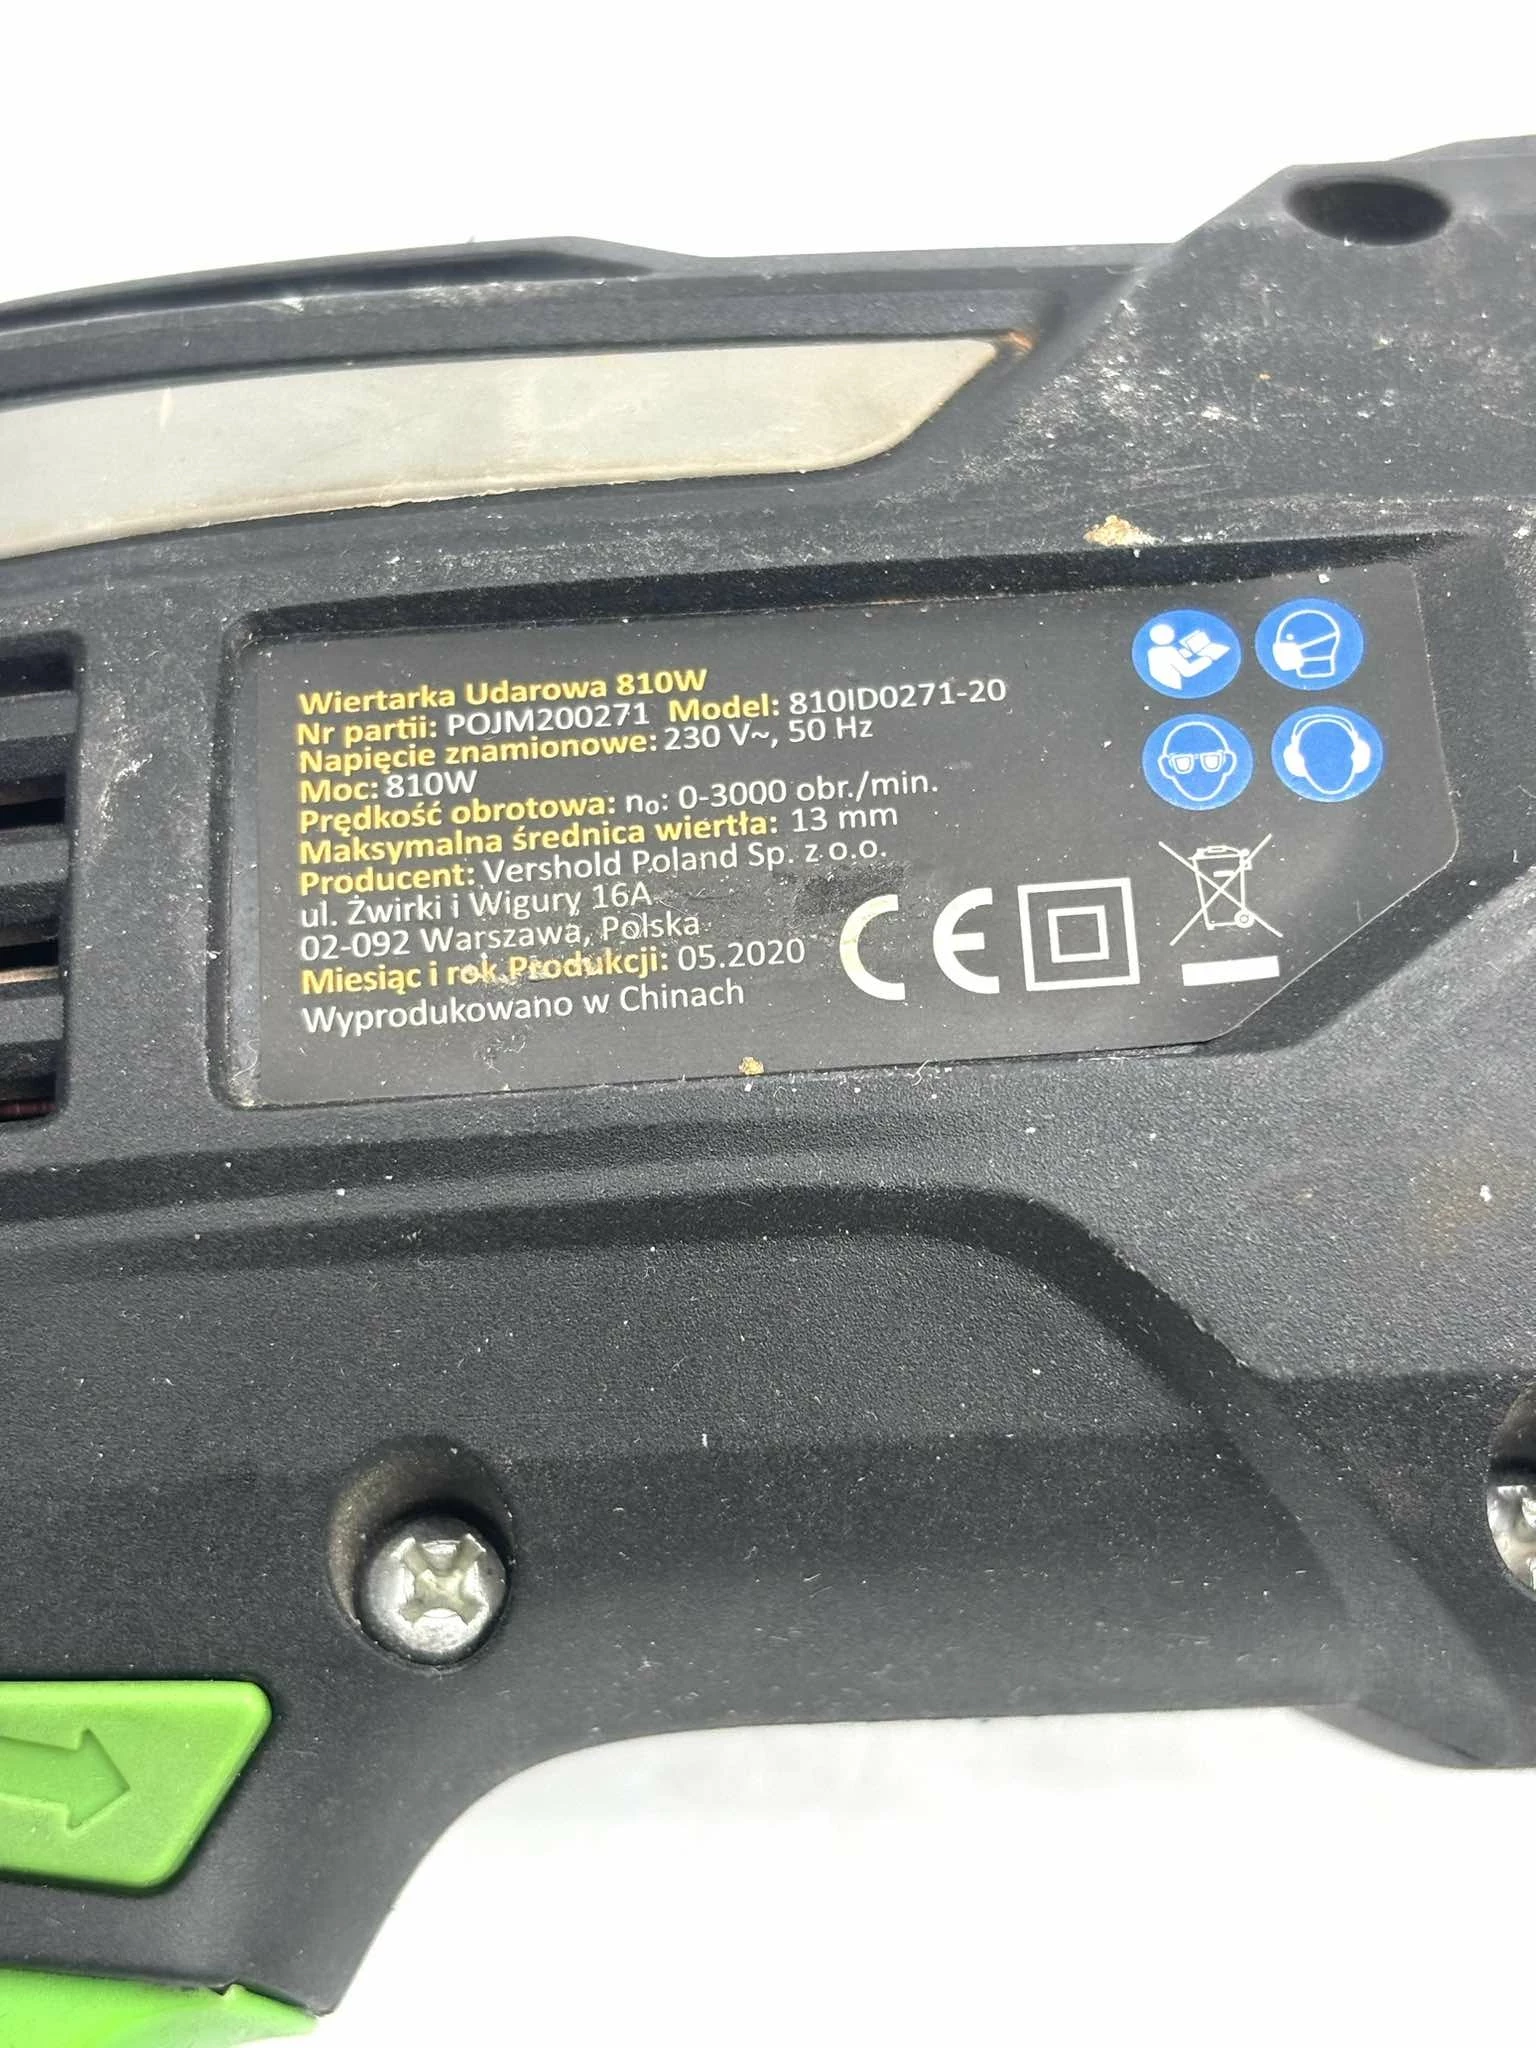 Wiertarka Udarowa 810W
Nr partii: POJM200271 Model: 810ID0271-20
Napięcie znamionowe: 230 V~, 50 Hz
Moc: 810W
Prędkość obrotowa: n₀: 0-3000 obr./min.
Maksymalna średnica wiertła: 13 mm
Producent: Vershold Poland Sp. z o.o.
ul. Żwirki i Wigury 16A
02-092 Warszawa, Polska
Miesiąc i rok Produkcji: 05.2020
Wyprodukowano w Chinach
CE